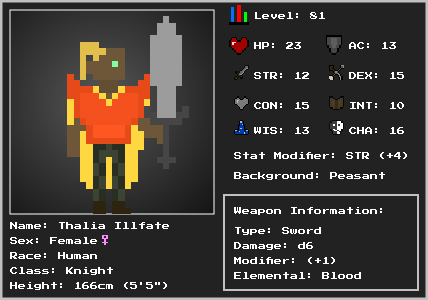 Level: 81
HP: 23
AC: 13
STR: 12
DEX: 15
CON: 15
INT: 10
WIS: 13
CHA: 16
Stat Modifier: STR (+4)
Background: Peasant
Name: Thalia Illfate
Sex: Female♀
Race: Human
Class: Knight
Height: 166cm (5'5")
Weapon Information:
Type: Sword
Damage: d6
Modifier: (+1)
Elemental: Blood